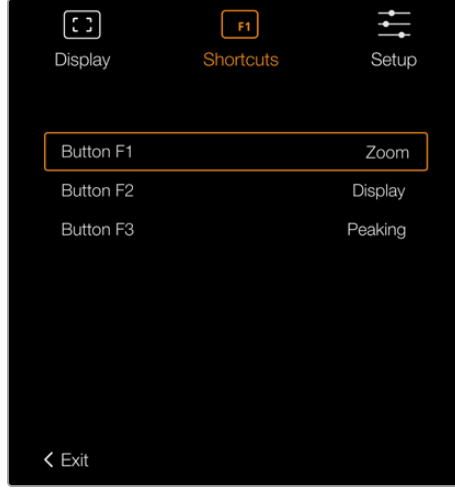 F1
Display Shortcuts Setup
Button F1 Zoom
Button F2 Display
Button F3 Peaking
Exit